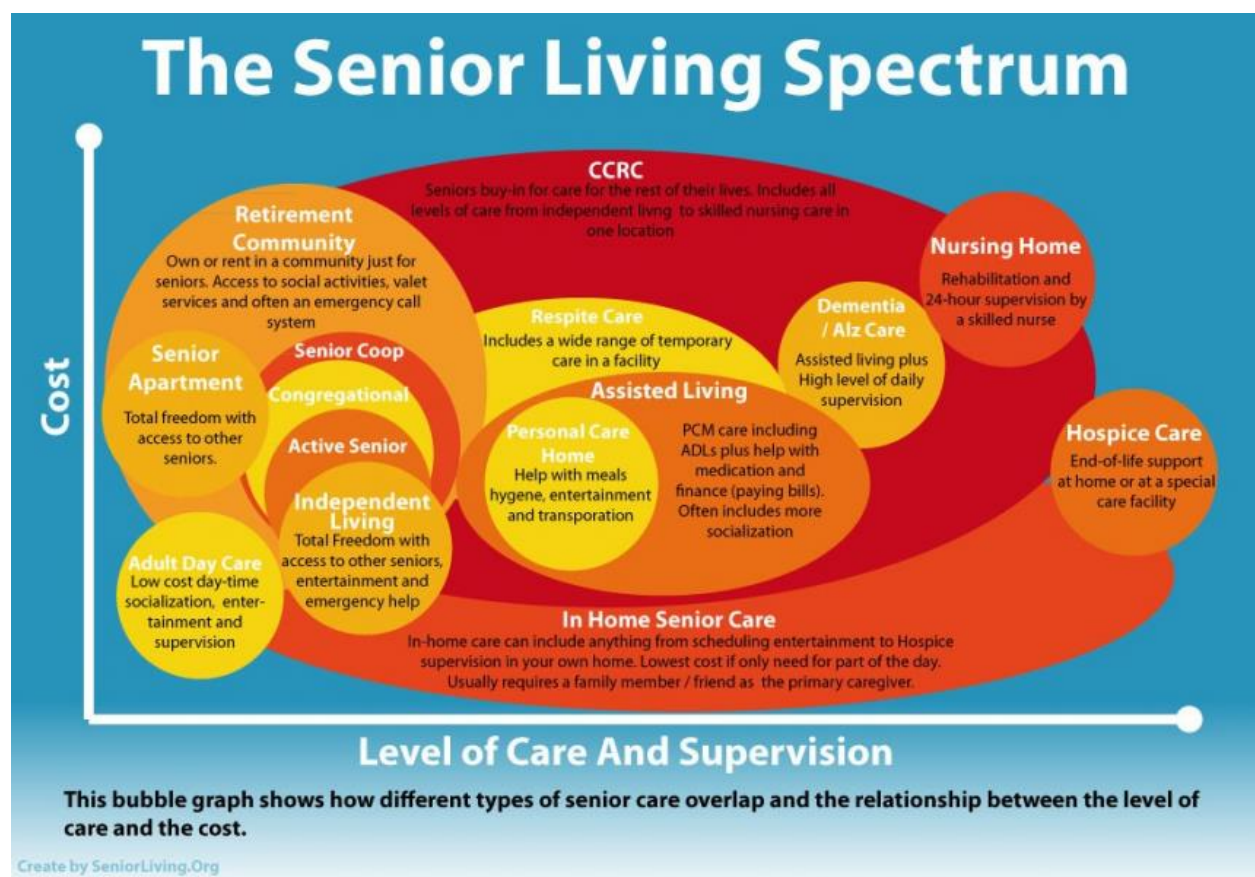 The Senior Living Spectrum
Cost
CCRC
Seniors buy-in for care for the rest of their lives. Includes all
levels of care from independent livng to skilled nursing care in
one location
Retirement
Community
Own or rent in a community just for
seniors. Access to social activities, valet
services and often an emergency call
system
Nursing Home
Rehabilitation and
24-hour supervision by
a skilled nurse
Dementia
/ Alz Care
Assisted living plus
High level of daily
supervision
Respite Care
Includes a wide range of temporary
care in a facility
Senior
Apartment
Total freedom with
access to other
seniors.
Senior Coop
Congregational
Active Senior
Independent
Living
Total Freedom with
access to other seniors,
entertainment and
emergency help
Assisted Living
PCM care including
ADLs plus help with
medication and
finance (paying bills).
Often includes more
socialization
Personal Care
Home
Help with meals
hygene, entertainment
and transporation
Hospice Care
End-of-life support
at home or at a special
care facility
Adult Day Care
Low cost day-time
socialization, enter-
tainment and
supervision
In Home Senior Care
In-home care can include anything from scheduling entertainment to Hospice
supervision in your own home. Lowest cost if only need for part of the day.
Usually requires a family member / friend as the primary caregiver.
Level of Care And Supervision
This bubble graph shows how different types of senior care overlap and the relationship between the level of
care and the cost.
Create by SeniorLiving.Org